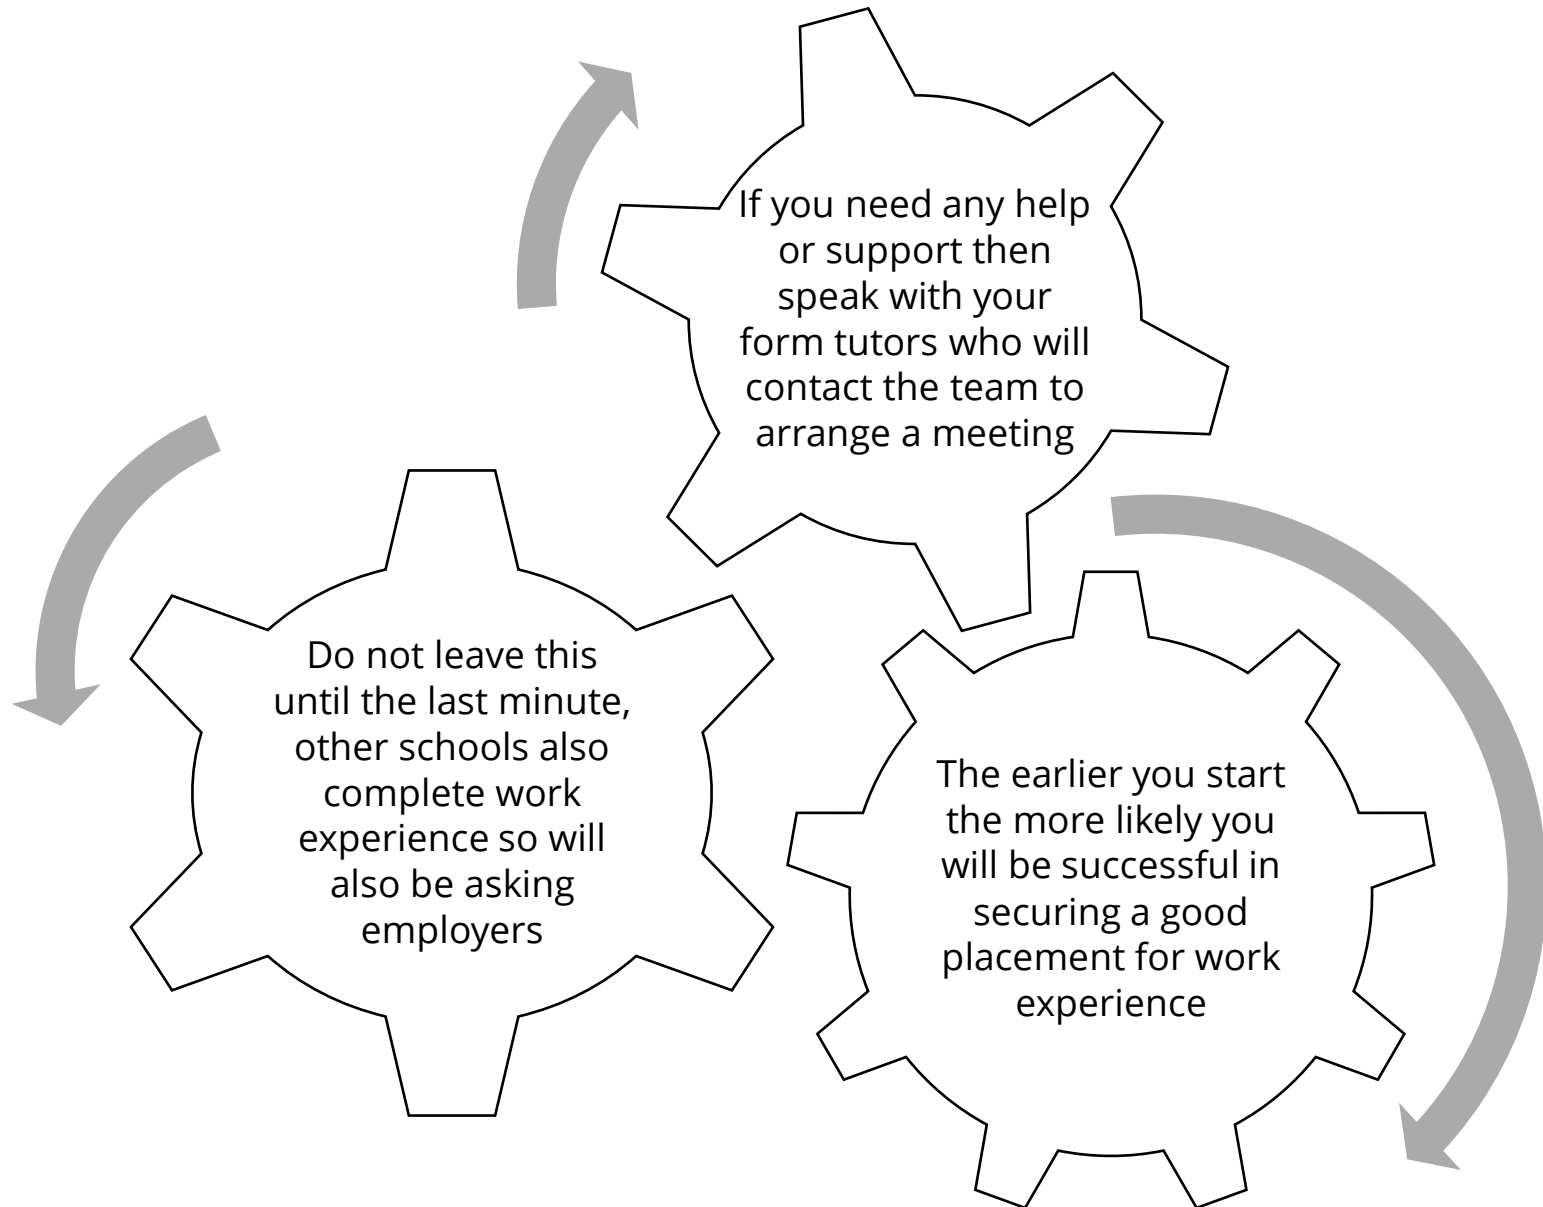 If you need any help
or support then
speak with your
form tutors who will
contact the team to
arrange a meeting
Do not leave this
until the last minute,
other schools also
complete work
experience so will
also be asking
employers
The earlier you start
the more likely you
will be successful in
securing a good
placement for work
experience